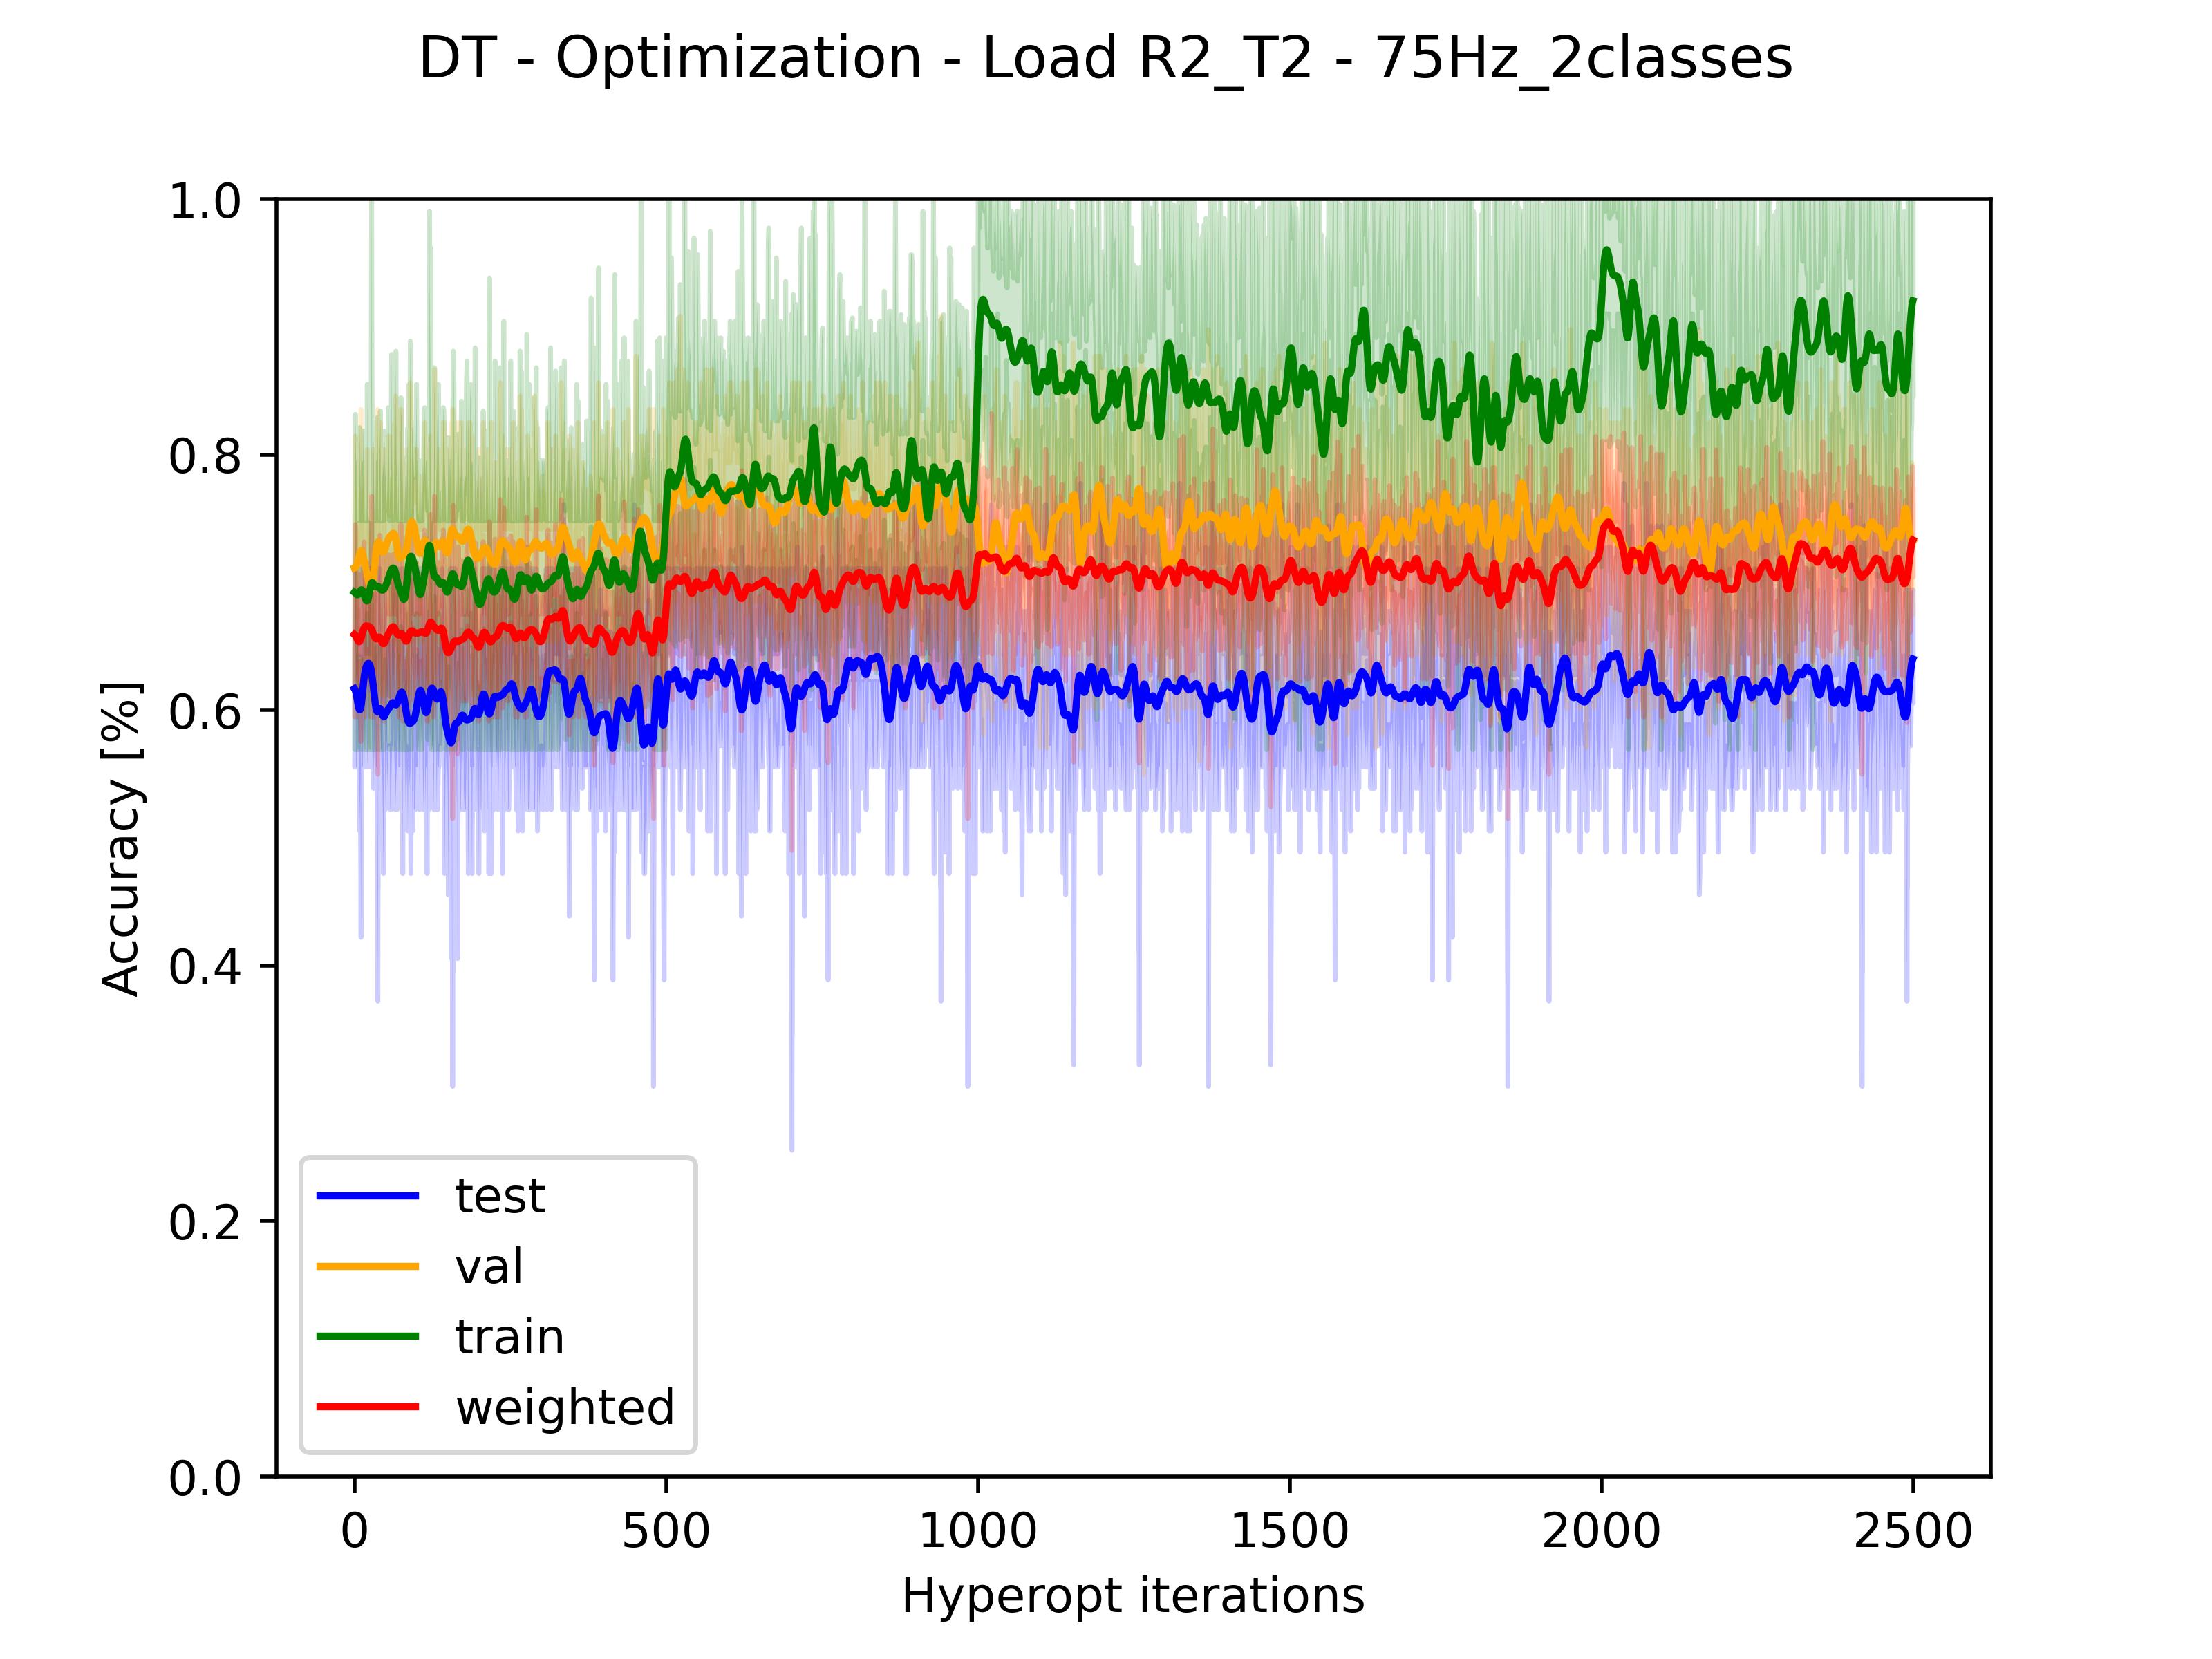 DT - Optimization - Load R2_T2 - 75Hz_2classes
1.0
0.8
0.6
0.4
0.2
0.0
Accuracy [%]
test
val
train
weighted
0 500 1000 1500 2000 2500
Hyperopt iterations